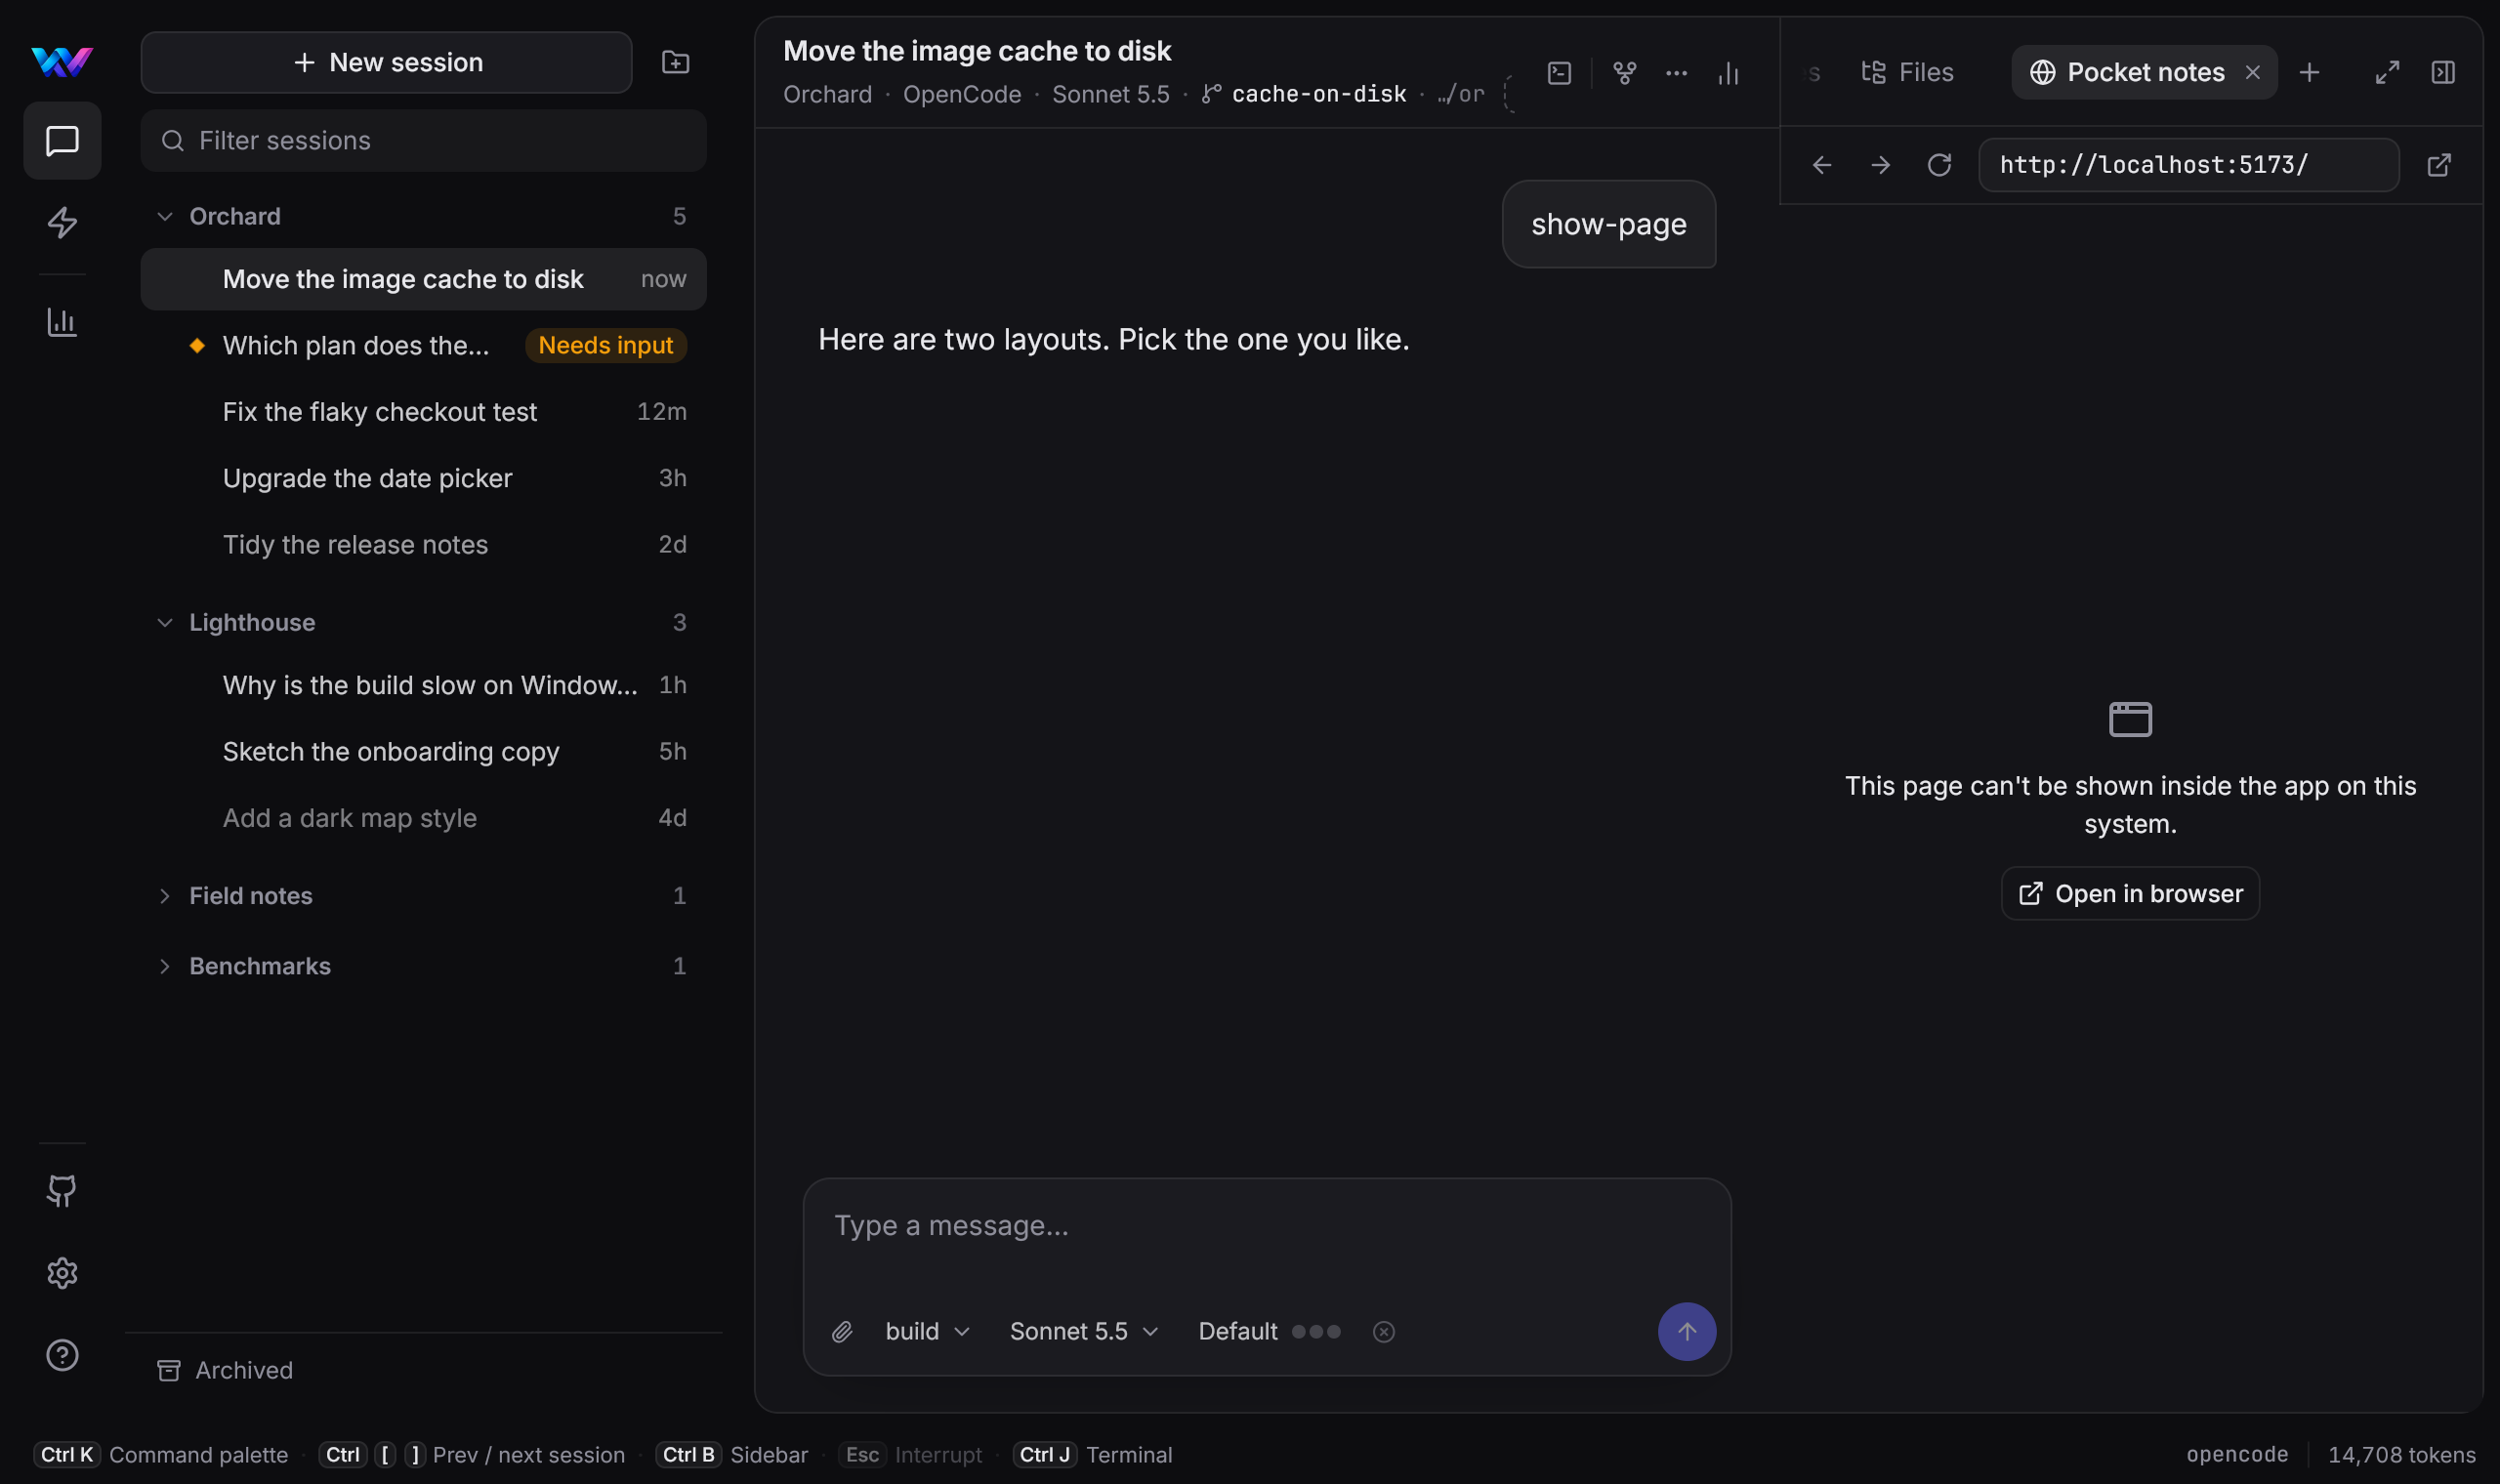 New session
Filter sessions
Orchard 5
Move the image cache to disk now
Which plan does the... Needs input
Fix the flaky checkout test 12m
Upgrade the date picker 3h
Tidy the release notes 2d
Lighthouse 3
Why is the build slow on Window... 1h
Sketch the onboarding copy 5h
Add a dark map style 4d
Field notes 1
Benchmarks 1
Archived
Move the image cache to disk
Orchard · OpenCode · Sonnet 5.5 · cache-on-disk · …/or
show-page
Here are two layouts. Pick the one you like.
Type a message...
build Sonnet 5.5 Default
s Files Pocket notes
http://localhost:5173/
This page can't be shown inside the app on this
system.
Open in browser
Ctrl K Command palette · Ctrl [ ] Prev / next session · Ctrl B Sidebar · Esc Interrupt · Ctrl J Terminal
opencode 14,708 tokens